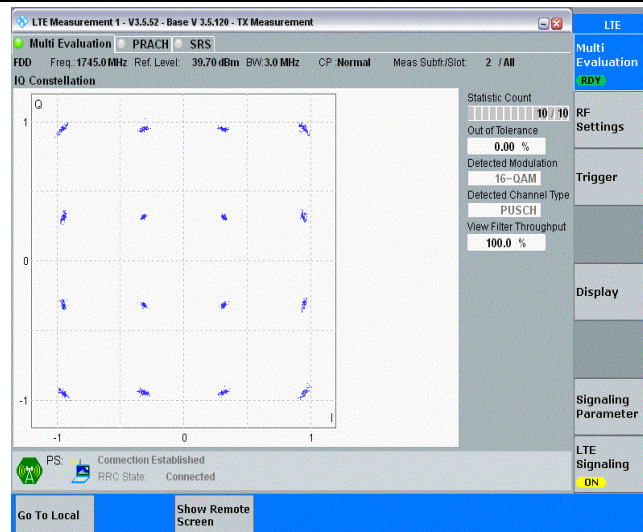 LTE Measurement 1 - V3.5.52 - Base V 3.5.120 - TX Measurement
LTE
Multi Evaluation PRACH SRS
Multi
Evaluation
RDY
FDD Freq.:1745.0 MHz Ref. Level: 39.70 dBm BW:3.0 MHz CP :Normal Meas Subfr./Slot: 2 / All
IQ Constellation
Q
1
0
-1
-1 0 1
I
Statistic Count
10 / 10
Out of Tolerance
0.00 %
Detected Modulation
16-QAM
Detected Channel Type
PUSCH
View Filter Throughput
100.0 %
RF
Settings
Trigger
Display
Signaling
Parameter
LTE
Signaling
ON
PS: Connection Established
RRC State: Connected
Go To Local
Show Remote
Screen